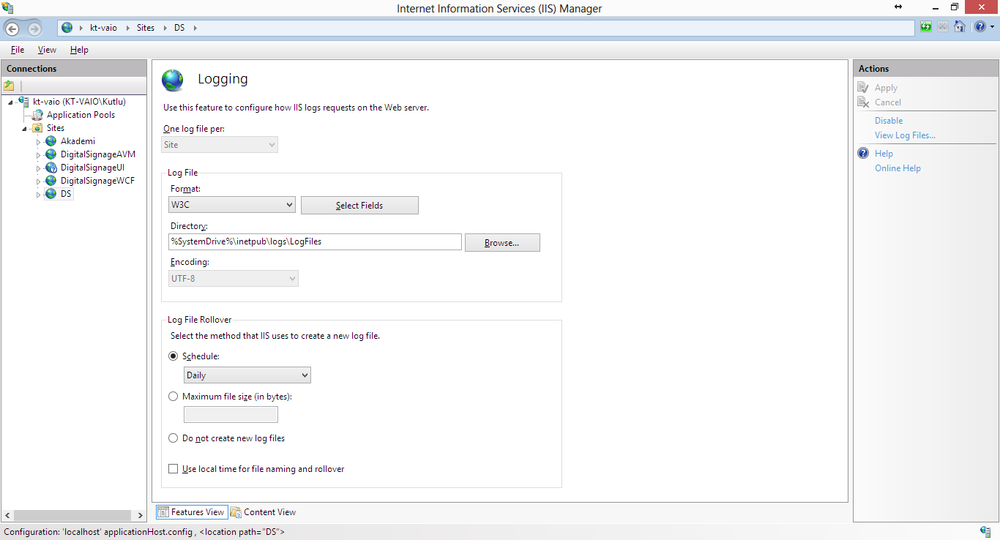 Internet Information Services (IIS) Manager
kt-vaio Sites DS
File View Help
Connections
kt-vaio (KT-VAIO\Kutlu)
Application Pools
Sites
Akademi
DigitalSignageAVM
DigitalSignageUI
DigitalSignageWCF
DS
Logging
Use this feature to configure how IIS logs requests on the Web server.
One log file per:
Site
Log File
Format:
W3C Select Fields
Directory:
%SystemDrive%\inetpub\logs\LogFiles Browse...
Encoding:
UTF-8
Log File Rollover
Select the method that IIS uses to create a new log file.
Schedule:
Daily
Maximum file size (in bytes):
Do not create new log files
Use local time for file naming and rollover
Features View Content View
Actions
Apply
Cancel
Disable
View Log Files...
Help
Online Help
Configuration: 'localhost' applicationHost.config , <location path="DS">